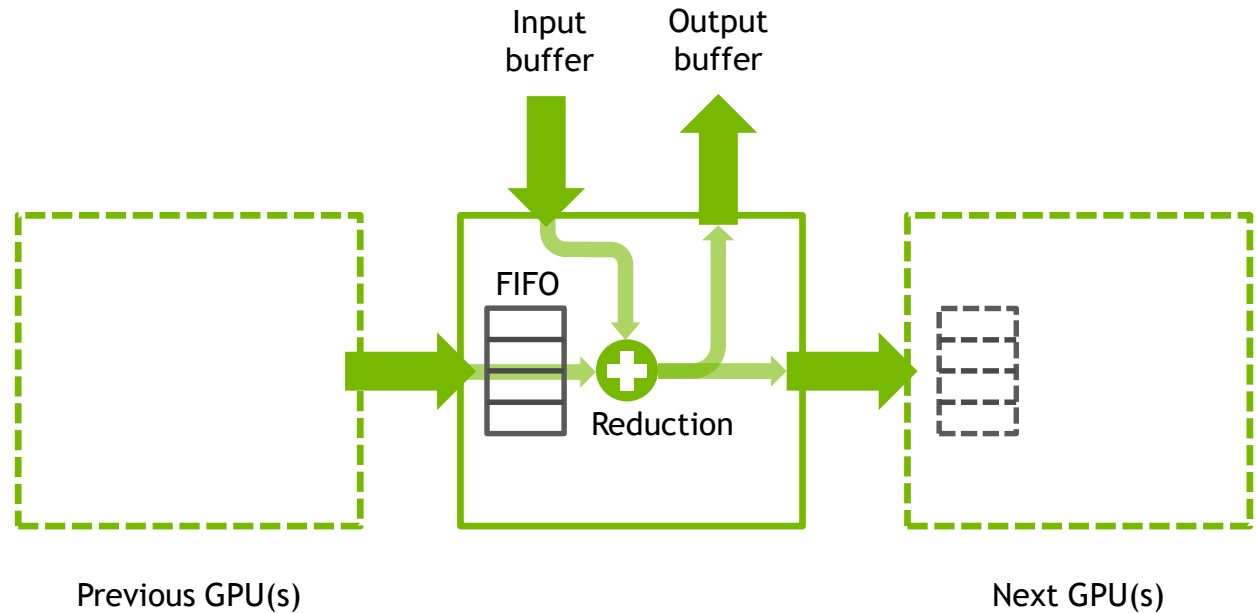 Input
buffer
Output
buffer
FIFO
Reduction
Previous GPU(s)
Next GPU(s)